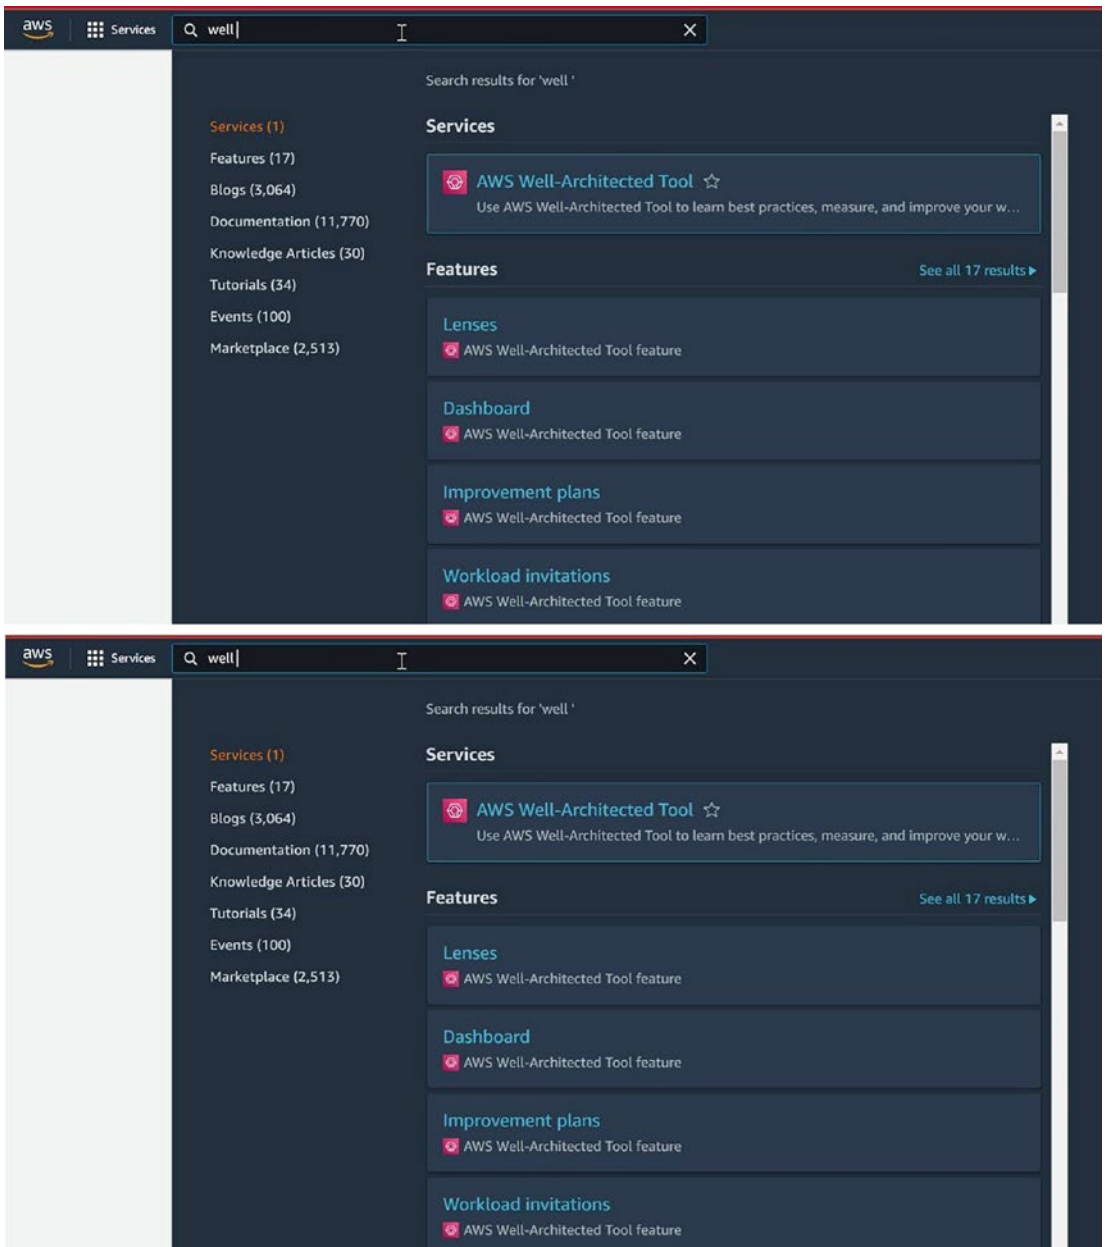 aws Services well
Search results for 'well '
Services (1)
Features (17)
Blogs (3,064)
Documentation (11,770)
Knowledge Articles (30)
Tutorials (34)
Events (100)
Marketplace (2,513)
Services
AWS Well-Architected Tool
Use AWS Well-Architected Tool to learn best practices, measure, and improve your w...
Features See all 17 results
Lenses
AWS Well-Architected Tool feature
Dashboard
AWS Well-Architected Tool feature
Improvement plans
AWS Well-Architected Tool feature
Workload invitations
AWS Well-Architected Tool feature
aws Services well
Search results for 'well '
Services (1)
Features (17)
Blogs (3,064)
Documentation (11,770)
Knowledge Articles (30)
Tutorials (34)
Events (100)
Marketplace (2,513)
Services
AWS Well-Architected Tool
Use AWS Well-Architected Tool to learn best practices, measure, and improve your w...
Features See all 17 results
Lenses
AWS Well-Architected Tool feature
Dashboard
AWS Well-Architected Tool feature
Improvement plans
AWS Well-Architected Tool feature
Workload invitations
AWS Well-Architected Tool feature